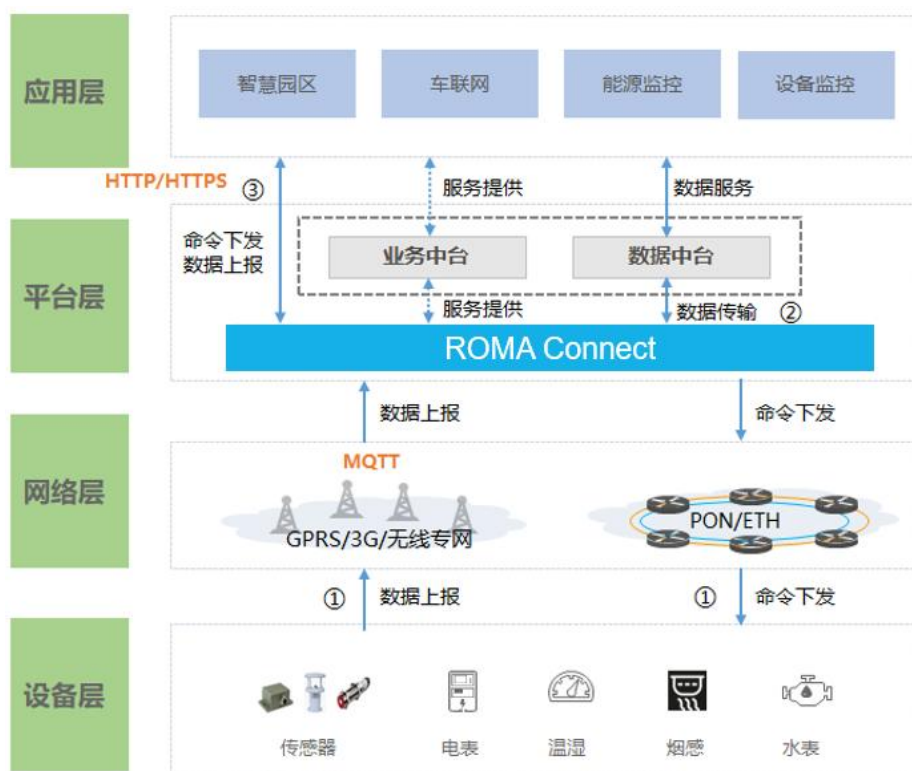 应用层
智慧园区
车联网
能源监控
设备监控
HTTP/HTTPS
③
服务提供
数据服务
命令下发
数据上报
平台层
业务中台
数据中台
服务提供
数据传输
②
ROMA Connect
数据上报
命令下发
网络层
MQTT
GPRS/3G/无线专网
PON/ETH
①
数据上报
①
命令下发
设备层
传感器
电表
温湿
烟感
水表